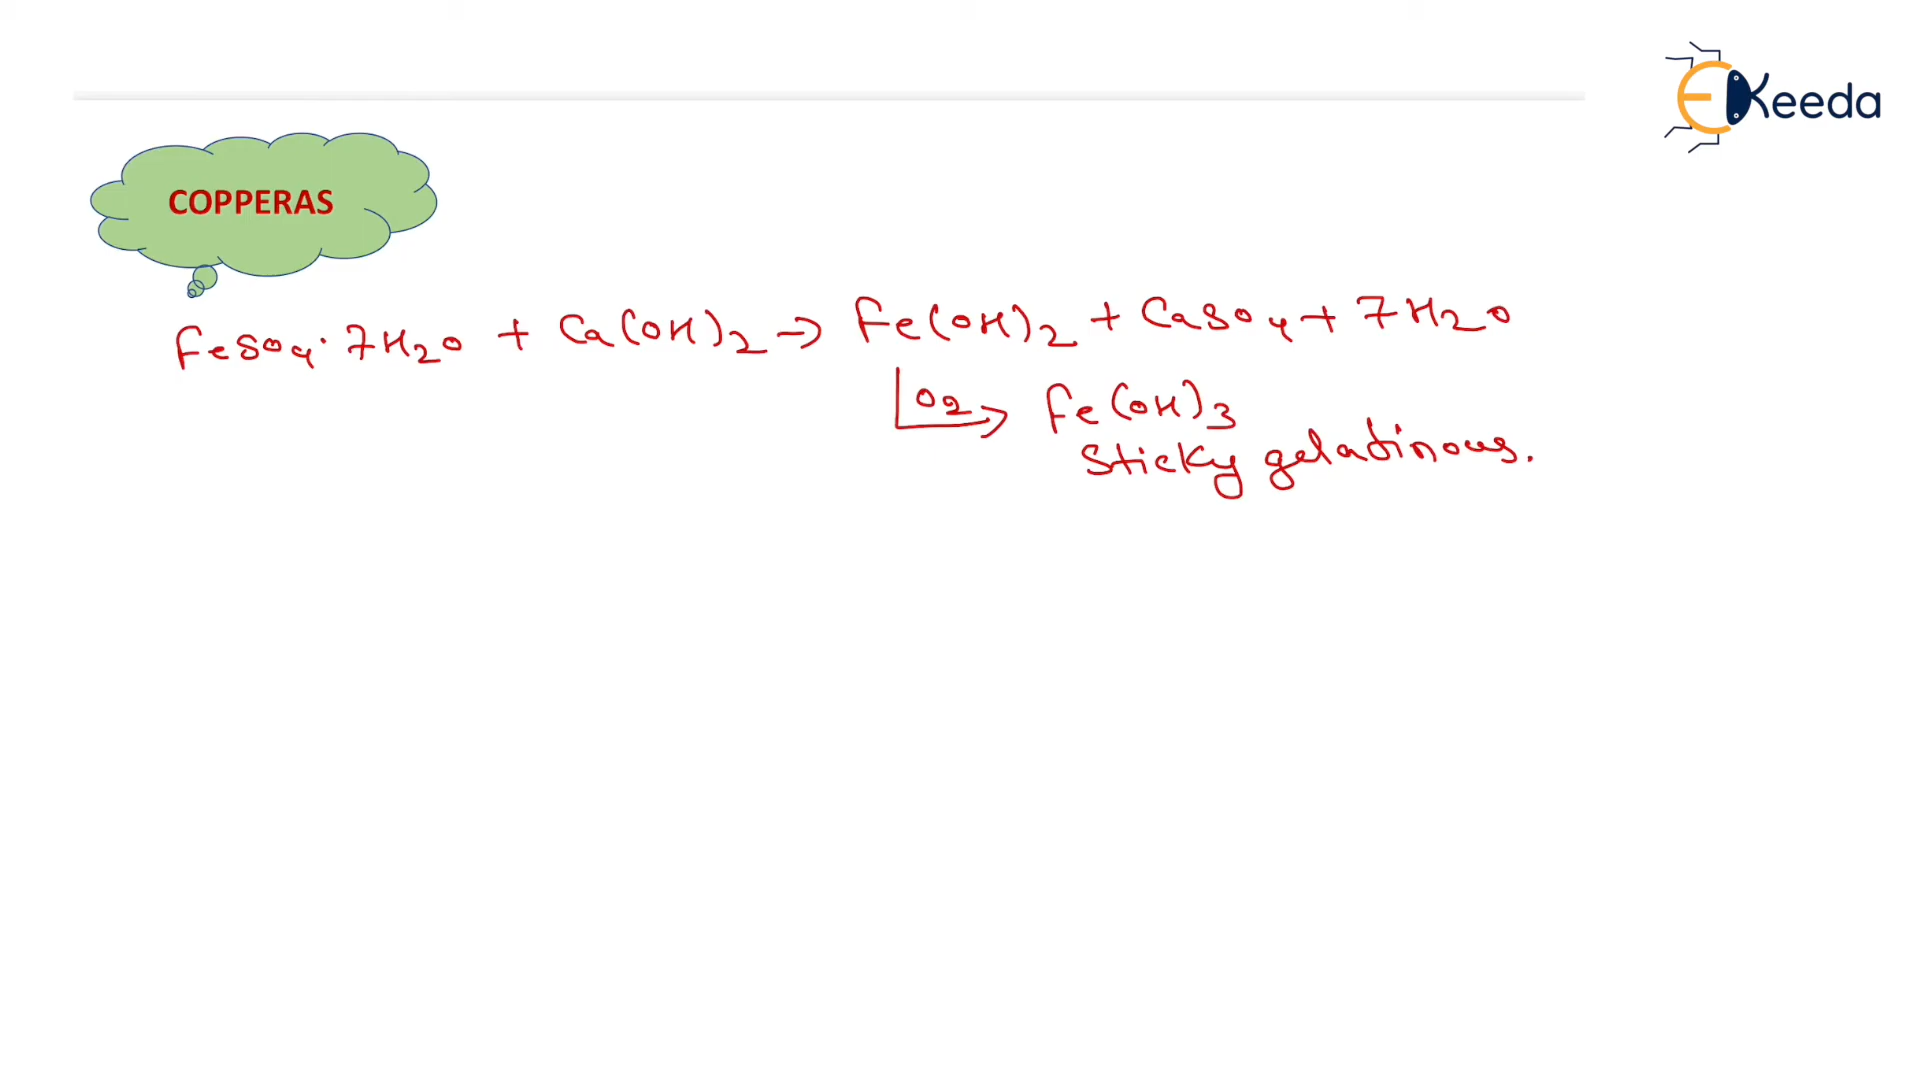 EKeeda
COPPERAS
FeSO4·7H2O + Ca(OH)2 → Fe(OH)2 + CaSO4 + 7H2O
O2→ Fe(OH)3
Sticky gelatinous.